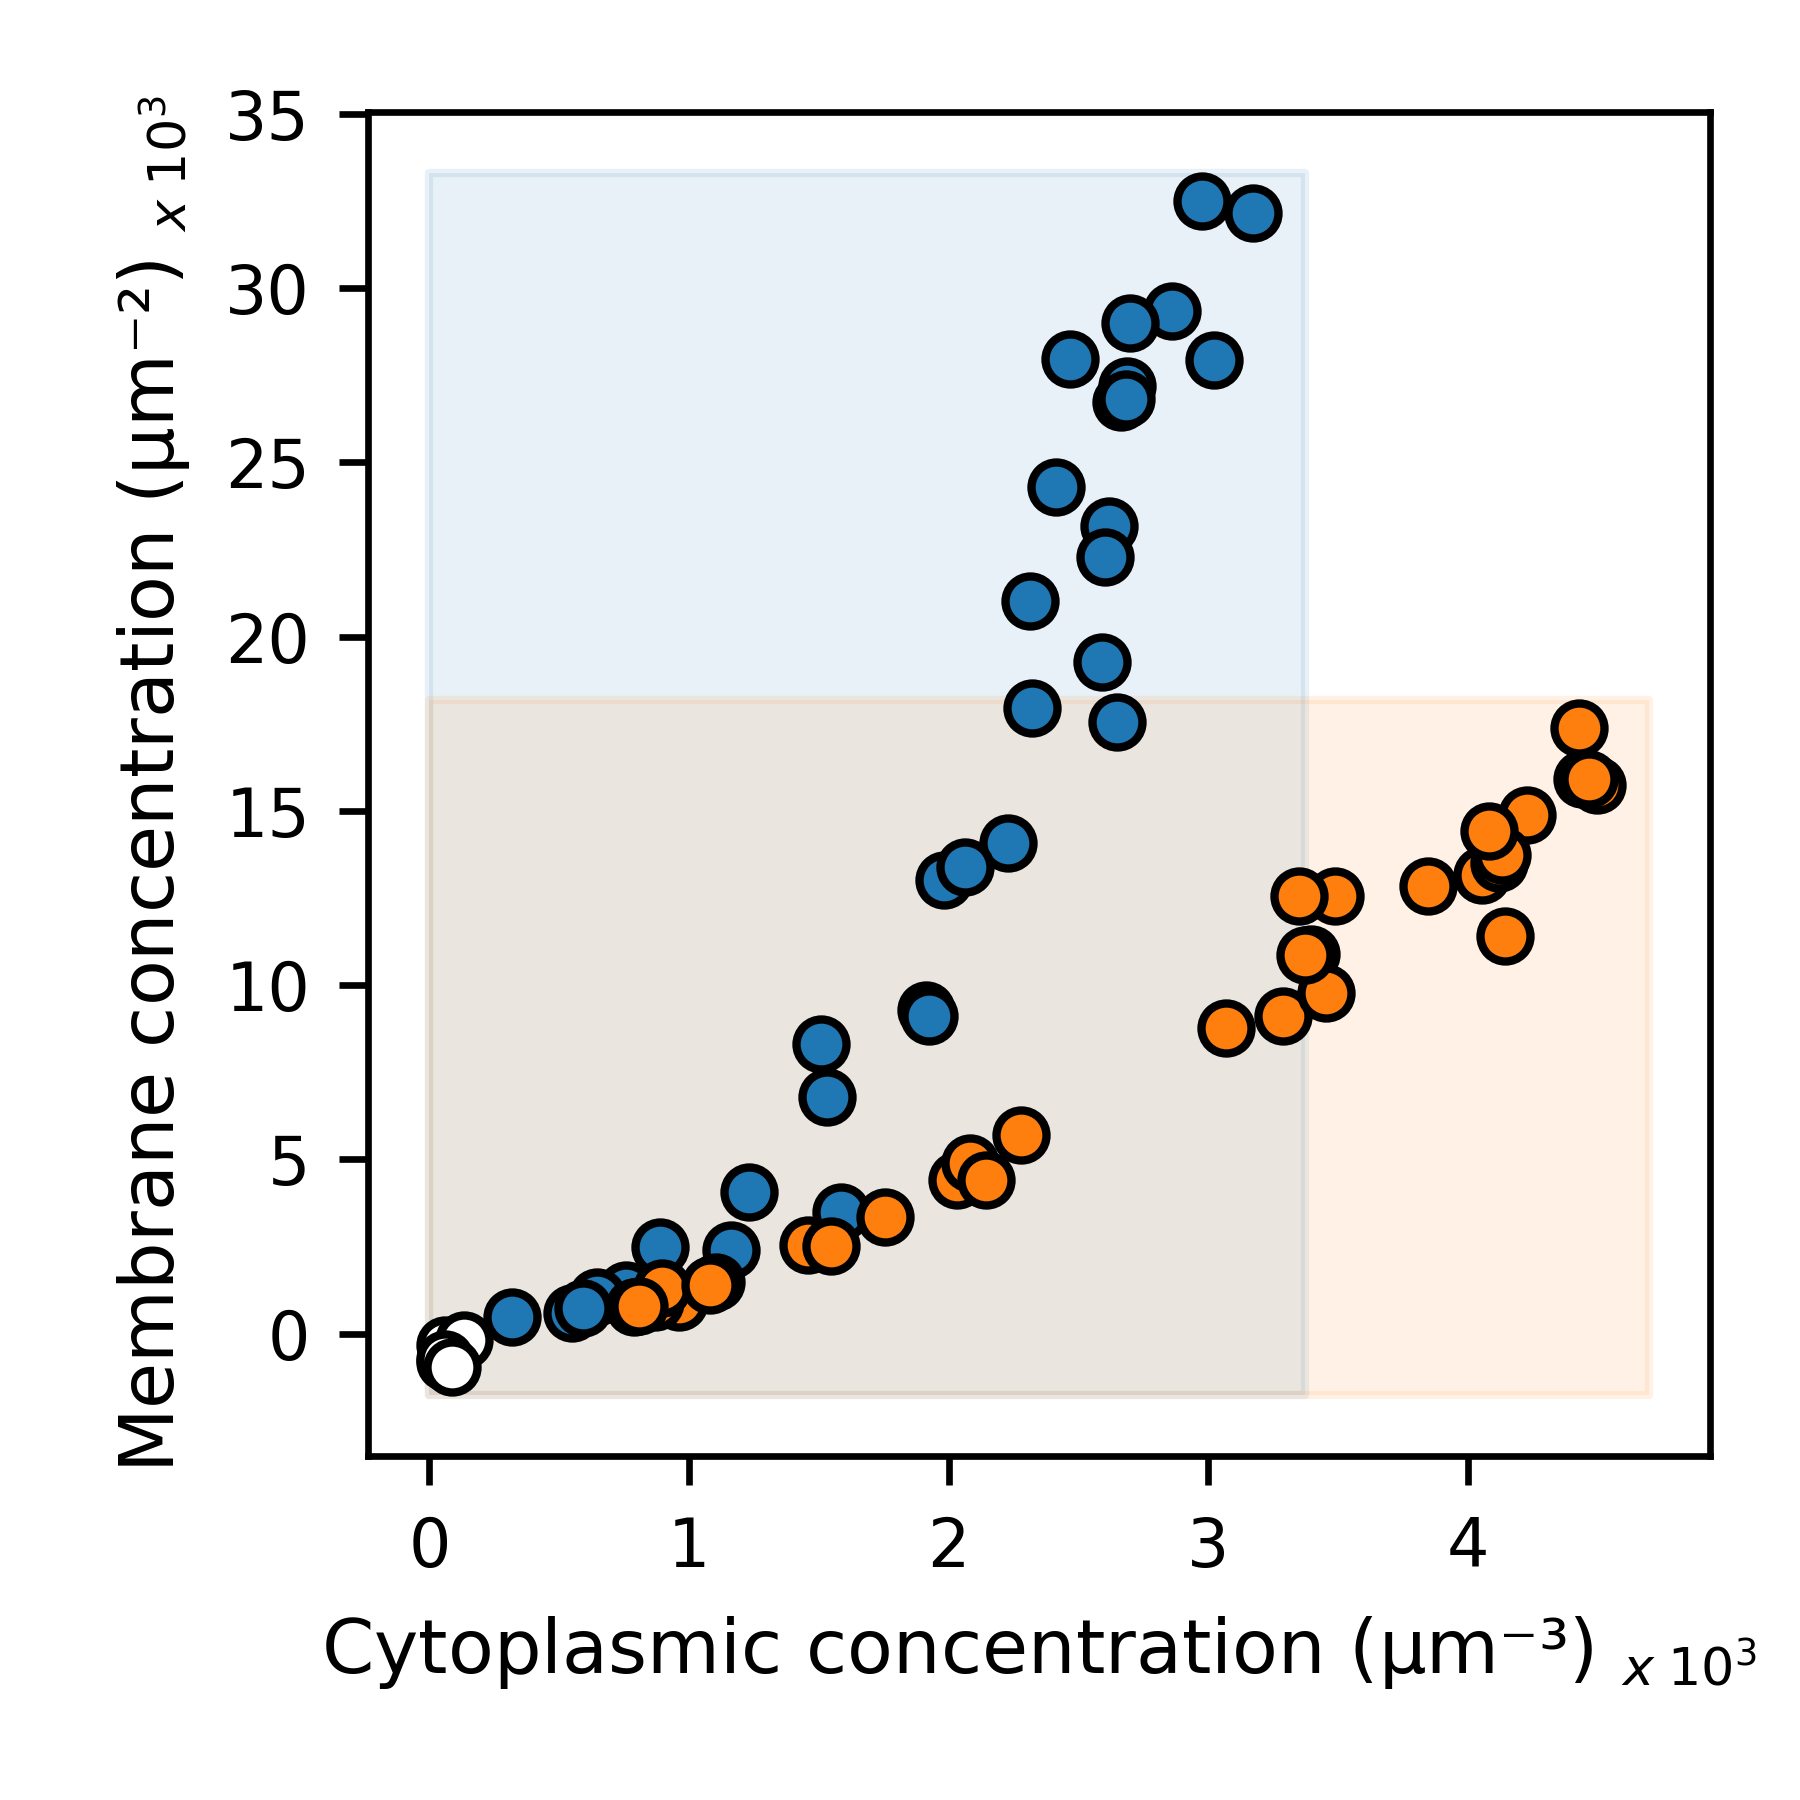 Membrane concentration (μm⁻²) x 10³
35
30
25
20
15
10
5
0
0 1 2 3 4
Cytoplasmic concentration (μm⁻³) x 10³